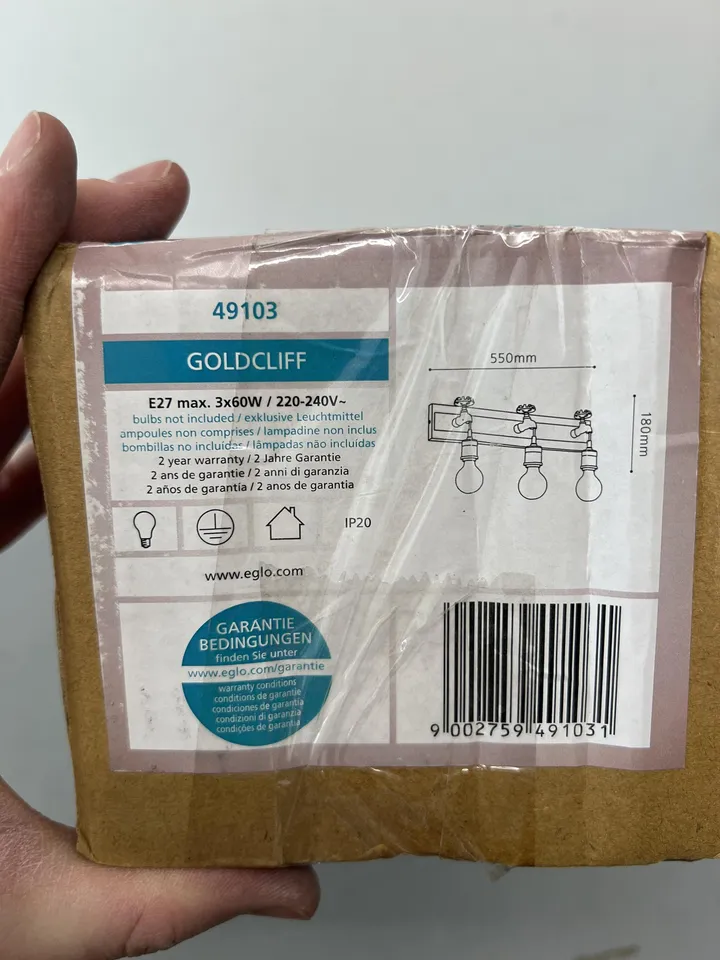 49103
GOLDCLIFF
E27 max. 3x60W / 220-240V~
bulbs not included / exklusive Leuchtmittel
ampoules non comprises / lampadine non inclus
bombillas no incluidas / lâmpadas não incluídas
2 year warranty / 2 Jahre Garantie
2 ans de garantie / 2 anni di garanzia
2 años de garantía / 2 anos de garantia
IP20
www.eglo.com
550mm
180mm
GARANTIE
BEDINGUNGEN
finden Sie unter
www.eglo.com/garantie
warranty conditions
conditions de garantie
condiciones de garantía
condizioni di garanzia
condições de garantia
9 002759 491031